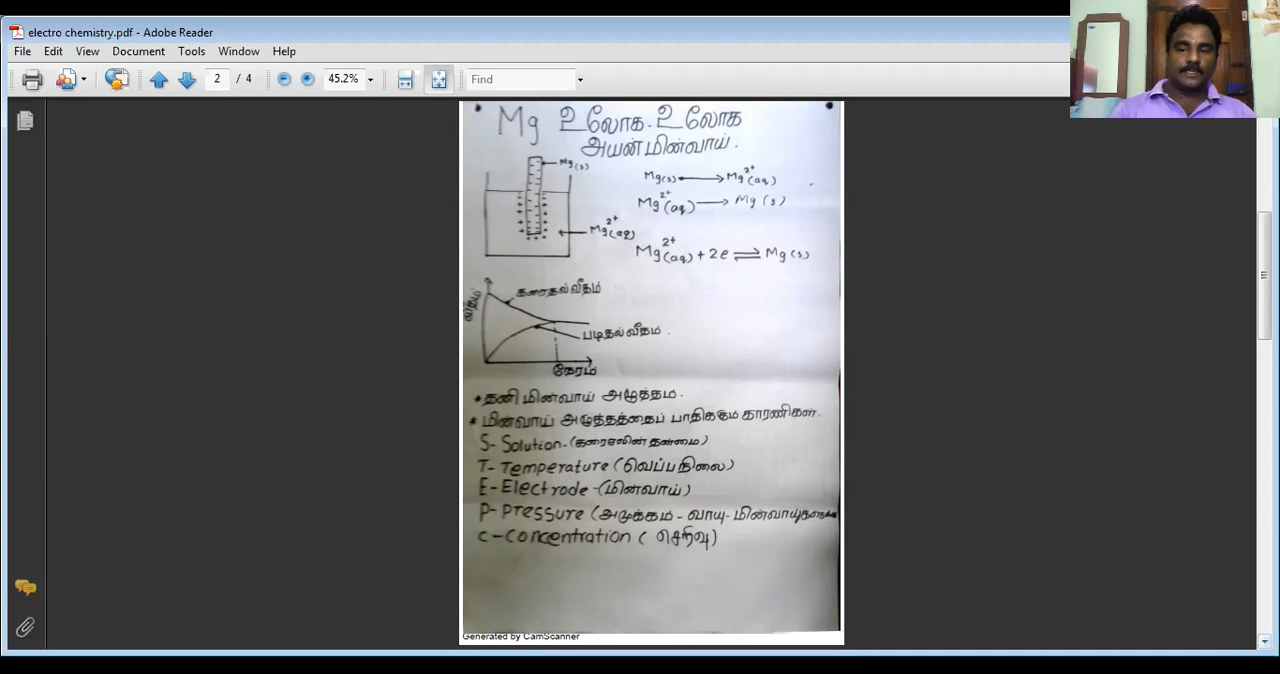 electro chemistry.pdf - Adobe Reader
File Edit View Document Tools Window Help
2 / 4 45.2% Find
Mg உலோக - உலோக
அயன் மின்வாய்.
Mg(s)
Mg(s) ⟶ Mg²⁺(aq)
Mg²⁺(aq) ⟶ Mg(s)
Mg²⁺(aq)
Mg²⁺(aq) + 2e ⇌ Mg(s)
கரைதல் வீதம்
வீதம்
படிதல் வீதம்.
நேரம்
• தனி மின்வாய் அழுத்தம்.
• மின்வாய் அழுத்தத்தைப் பாதிக்கும் காரணிகள்.
S- Solution - (கரைசலின் தன்மை)
T- Temperature (வெப்பநிலை)
E- Electrode - (மின்வாய்)
P- Pressure (அமுக்கம் - வாயு - மின்வாய்களுக்கு
C - Concentration ( செறிவு)
Generated by CamScanner